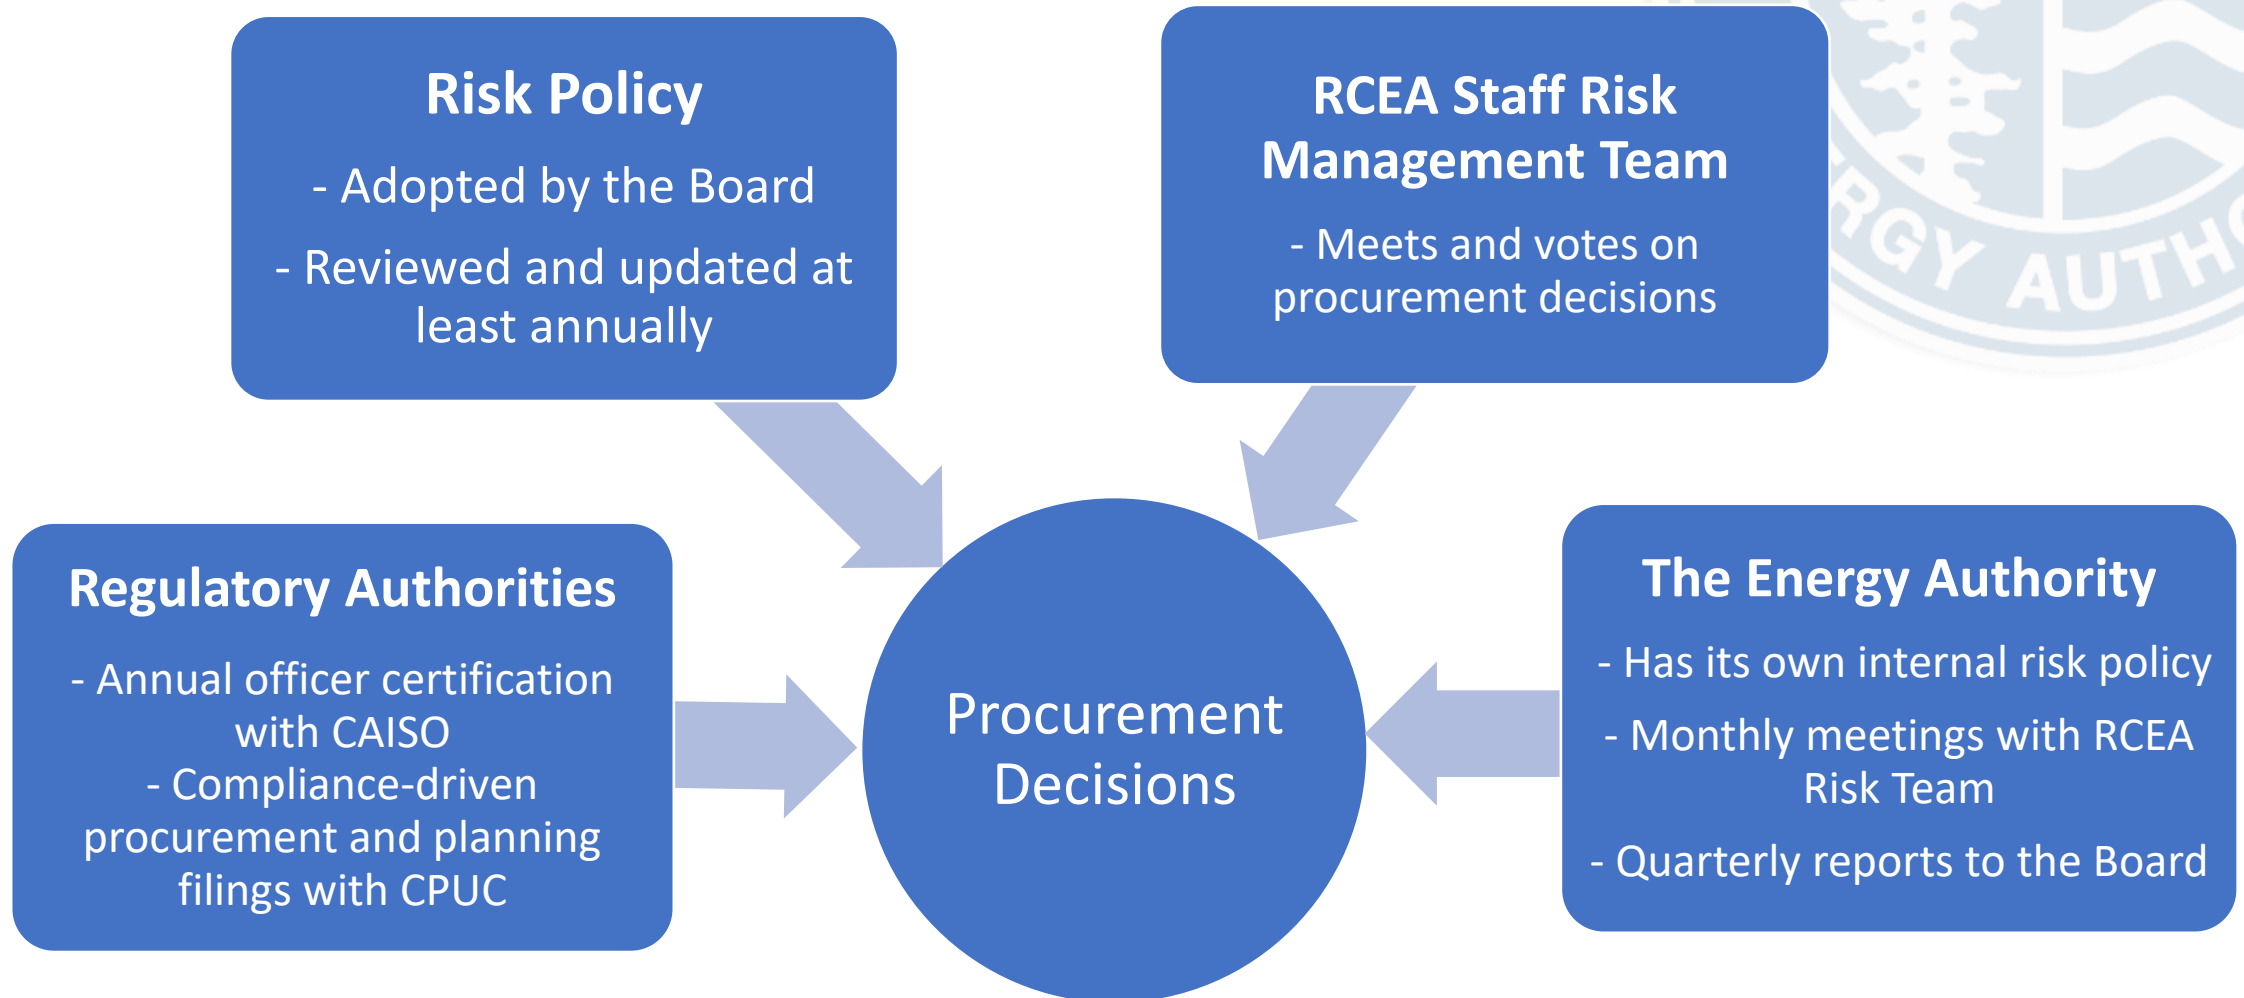 Risk Policy
- Adopted by the Board
- Reviewed and updated at
least annually
RCEA Staff Risk
Management Team
- Meets and votes on
procurement decisions
Regulatory Authorities
- Annual officer certification
with CAISO
- Compliance-driven
procurement and planning
filings with CPUC
Procurement
Decisions
The Energy Authority
- Has its own internal risk policy
- Monthly meetings with RCEA
Risk Team
- Quarterly reports to the Board